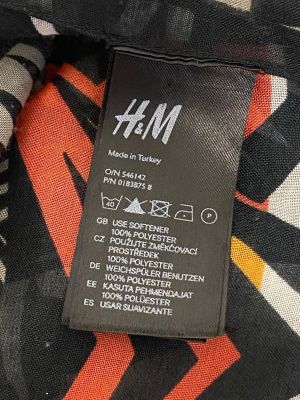 H&M
Made in Turkey
O/N 546142
P/N 0183875 8
40
P
GB USE SOFTENER
100% POLYESTER
CZ POUŽIJTE ZMĚKČOVACÍ
PROSTŘEDEK
100% POLYESTER
DE WEICHSPÜLER BENUTZEN
100% POLYESTER
EE KASUTA PEHMENDAJAT
100% POLÜESTER
ES USAR SUAVIZANTE